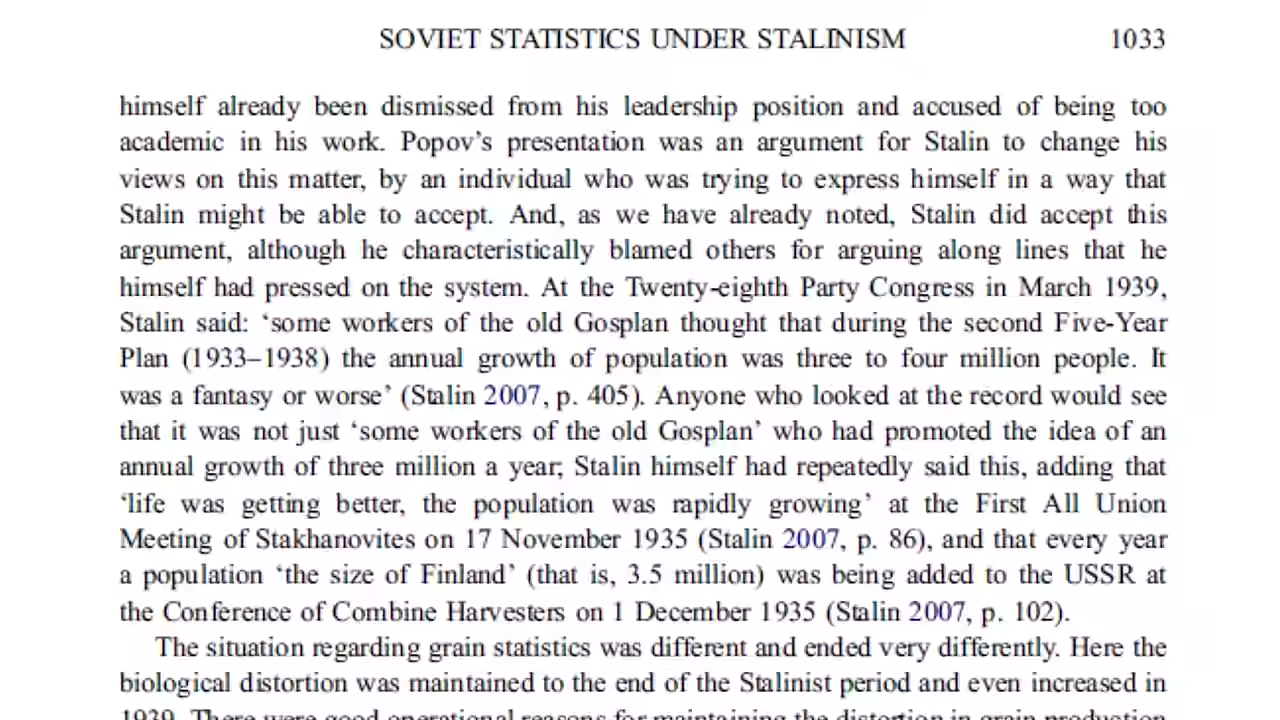 SOVIET STATISTICS UNDER STALINISM 1033
himself already been dismissed from his leadership position and accused of being too
academic in his work. Popov's presentation was an argument for Stalin to change his
views on this matter, by an individual who was trying to express himself in a way that
Stalin might be able to accept. And, as we have already noted, Stalin did accept this
argument, although he characteristically blamed others for arguing along lines that he
himself had pressed on the system. At the Twenty-eighth Party Congress in March 1939,
Stalin said: ‘some workers of the old Gosplan thought that during the second Five-Year
Plan (1933–1938) the annual growth of population was three to four million people. It
was a fantasy or worse’ (Stalin 2007, p. 405). Anyone who looked at the record would see
that it was not just ‘some workers of the old Gosplan’ who had promoted the idea of an
annual growth of three million a year; Stalin himself had repeatedly said this, adding that
‘life was getting better, the population was rapidly growing’ at the First All Union
Meeting of Stakhanovites on 17 November 1935 (Stalin 2007, p. 86), and that every year
a population ‘the size of Finland’ (that is, 3.5 million) was being added to the USSR at
the Conference of Combine Harvesters on 1 December 1935 (Stalin 2007, p. 102).
The situation regarding grain statistics was different and ended very differently. Here the
biological distortion was maintained to the end of the Stalinist period and even increased in
1939. There were good operational reasons for maintaining the distortion in grain production